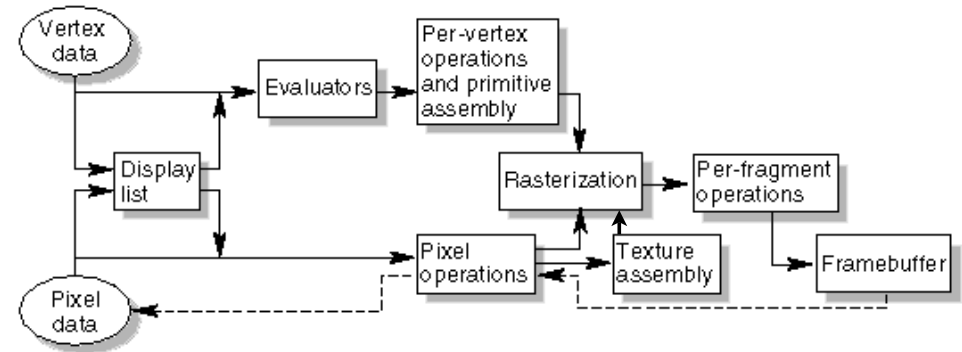 Vertex
data
Evaluators
Per-vertex
operations
and primitive
assembly
Display
list
Rasterization
Per-fragment
operations
Pixel
operations
Texture
assembly
Framebuffer
Pixel
data